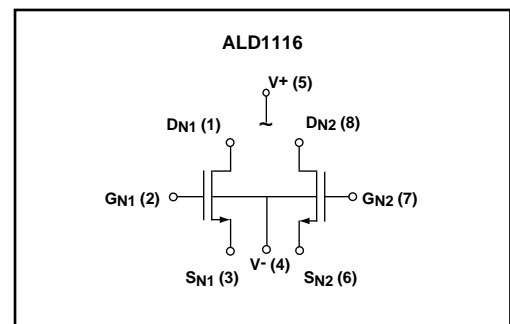 ALD1116
V+ (5)
~
DN1 (1)
DN2 (8)
GN1 (2)
GN2 (7)
V- (4)
SN1 (3)
SN2 (6)